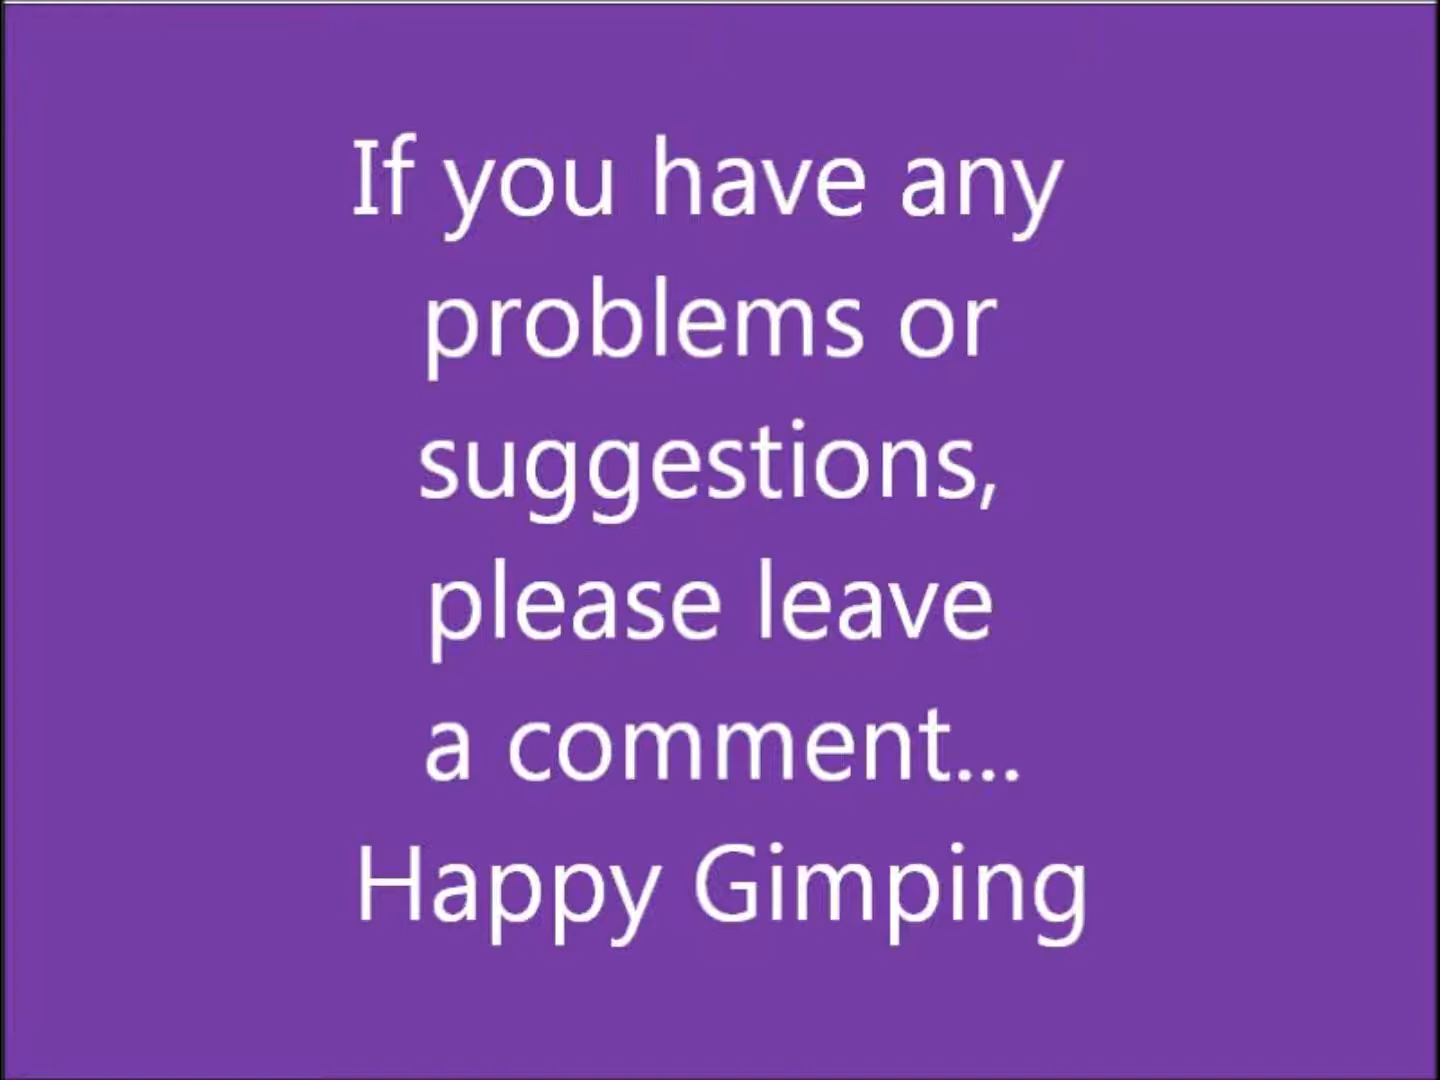 If you have any
problems or
suggestions,
please leave
a comment...
Happy Gimping